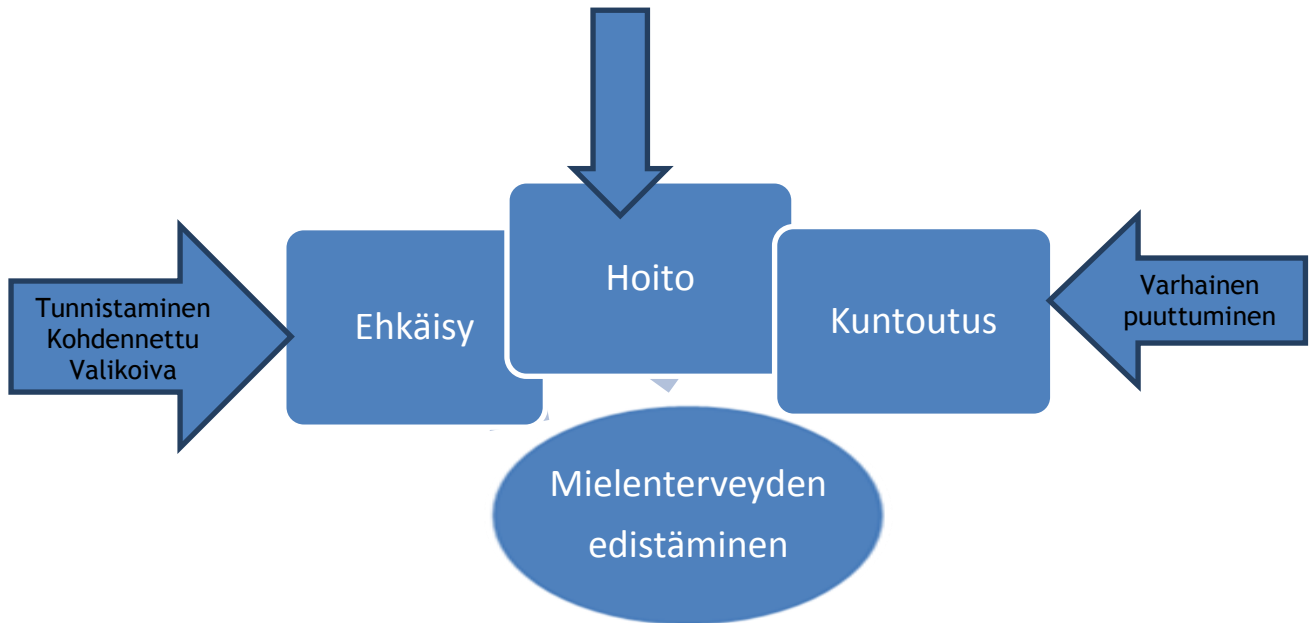 Tunnistaminen
Kohdennettu
Valikoiva
Ehkäisy
Hoito
Kuntoutus
Varhainen
puuttuminen
Mielenterveyden
edistäminen